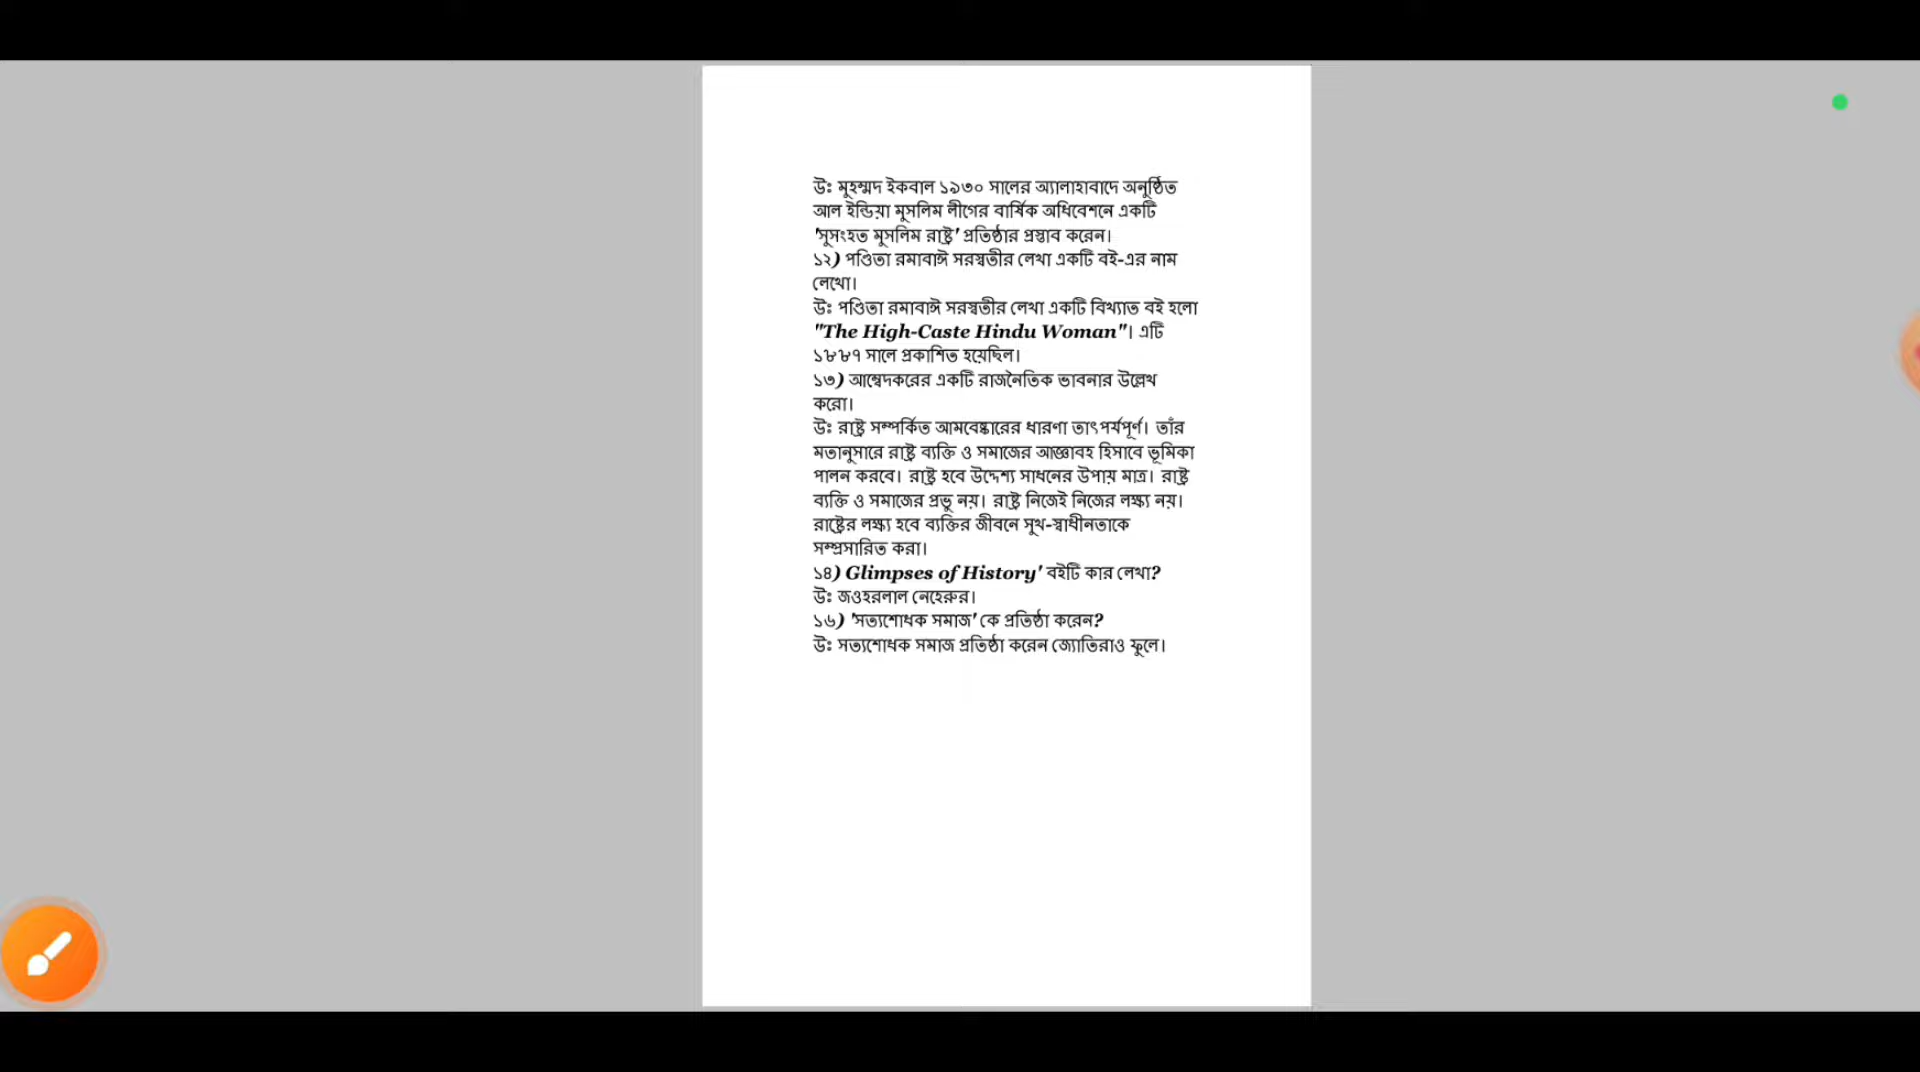 উঃ মুহম্মদ ইকবাল ১৯৩০ সালের অ্যালাহাবাদে অনুষ্ঠিত
আল ইন্ডিয়া মুসলিম লীগের বার্ষিক অধিবেশনে একটি
'সুসংহত মুসলিম রাষ্ট্র' প্রতিষ্ঠার প্রস্তাব করেন।
১২) পণ্ডিতা রমাবাঈ সরস্বতীর লেখা একটি বই-এর নাম
লেখো।
উঃ পণ্ডিতা রমাবাঈ সরস্বতীর লেখা একটি বিখ্যাত বই হলো
"The High-Caste Hindu Woman"। এটি
১৮৮৭ সালে প্রকাশিত হয়েছিল।
১৩) আম্বেদকরের একটি রাজনৈতিক ভাবনার উল্লেখ
করো।
উঃ রাষ্ট্র সম্পর্কিত আমবেষ্কারের ধারণা তাৎপর্যপূর্ণ। তাঁর
মতানুসারে রাষ্ট্র ব্যক্তি ও সমাজের আজ্ঞাবহ হিসাবে ভূমিকা
পালন করবে। রাষ্ট্র হবে উদ্দেশ্য সাধনের উপায় মাত্র। রাষ্ট্র
ব্যক্তি ও সমাজের প্রভু নয়। রাষ্ট্র নিজেই নিজের লক্ষ্য নয়।
রাষ্ট্রের লক্ষ্য হবে ব্যক্তির জীবনে সুখ-স্বাধীনতাকে
সম্প্রসারিত করা।
১৪) Glimpses of History' বইটি কার লেখা?
উঃ জওহরলাল নেহেরুর।
১৬) 'সত্যশোধক সমাজ' কে প্রতিষ্ঠা করেন?
উঃ সত্যশোধক সমাজ প্রতিষ্ঠা করেন জ্যোতিরাও ফুলে।